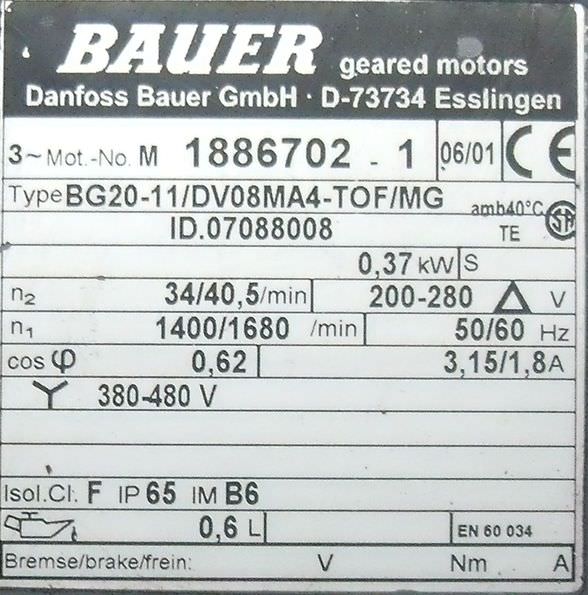 BAUER geared motors
Danfoss Bauer GmbH · D-73734 Esslingen
3~ Mot.-No. M 1886702 - 1 06/01 CE
Type BG20-11/DV08MA4-TOF/MG amb40°C SA
ID.07088008 TE
0,37 kW S
n₂ 34/40,5/min 200-280 Δ V
n₁ 1400/1680 /min 50/60 Hz
cos φ 0,62 3,15/1,8A
Y 380-480 V
Isol.Cl. F IP 65 IM B6
0,6 L EN 60 034
Bremse/brake/frein: V Nm A